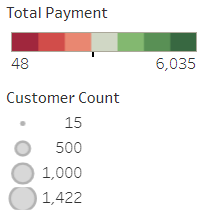 Total Payment
48 6,035
Customer Count
15
500
1,000
1,422